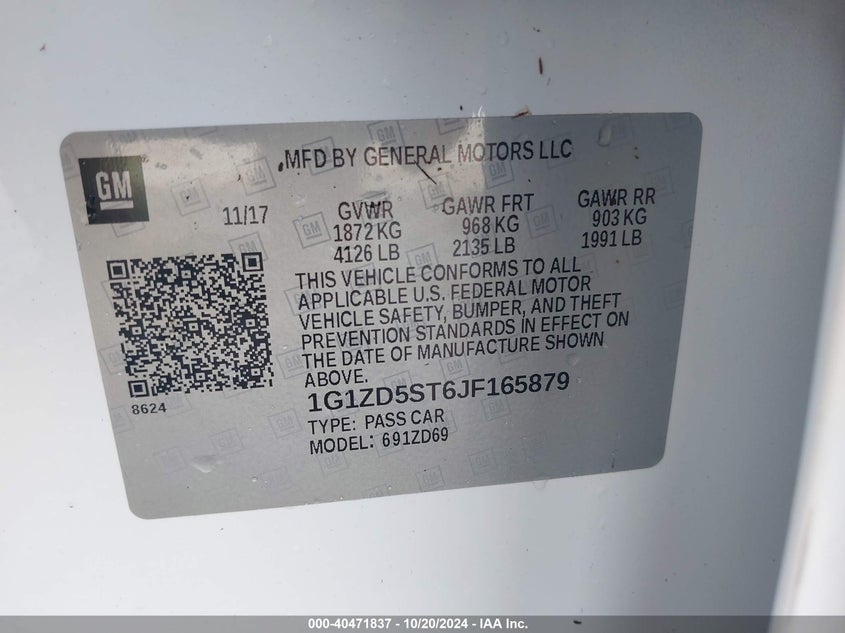 GM
MFD BY GENERAL MOTORS LLC
11/17
GVWR
1872 KG
4126 LB
GAWR FRT
968 KG
2135 LB
GAWR RR
903 KG
1991 LB
THIS VEHICLE CONFORMS TO ALL
APPLICABLE U.S. FEDERAL MOTOR
VEHICLE SAFETY, BUMPER, AND THEFT
PREVENTION STANDARDS IN EFFECT ON
THE DATE OF MANUFACTURE SHOWN
ABOVE.
8624
1G1ZD5ST6JF165879
TYPE: PASS CAR
MODEL: 691ZD69
000-40471837 - 10/20/2024 - IAA Inc.